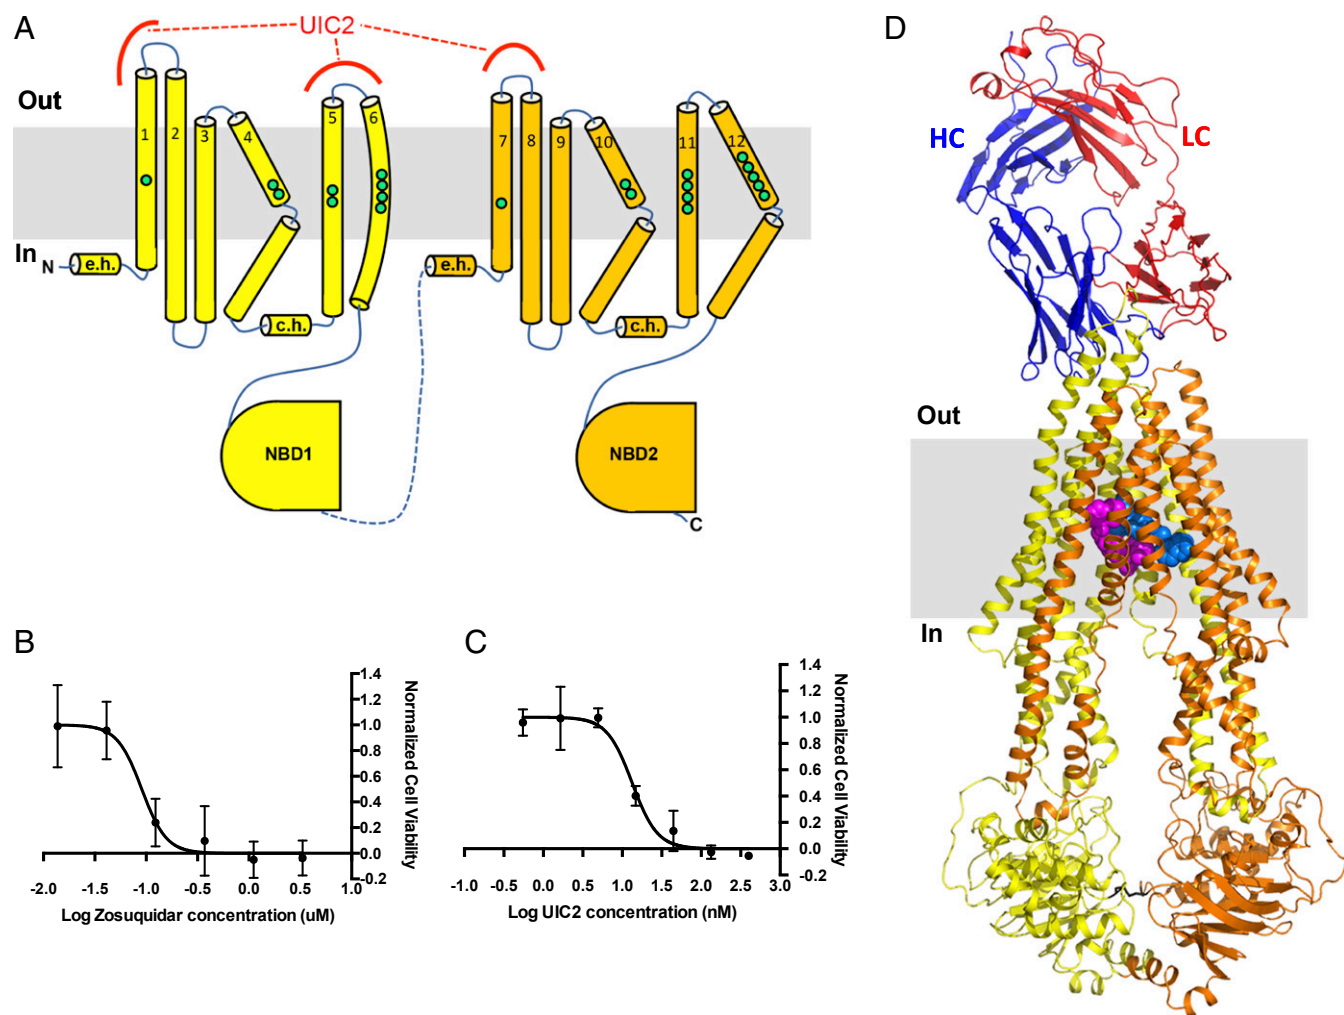 A
UIC2
Out
1 2 3 4 5 6 7 8 9 10 11 12
In
N e.h. c.h. e.h. c.h.
NBD1 NBD2
C
B
1.4
1.2
1.0
0.8
0.6
0.4
0.2
0.0
-0.2
Normalized Cell Viability
-2.0 -1.5 -1.0 -0.5 0.0 0.5 1.0
Log Zosuquidar concentration (uM)
C
1.4
1.2
1.0
0.8
0.6
0.4
0.2
0.0
-0.2
Normalized Cell Viability
-1.0 -0.5 0.0 0.5 1.0 1.5 2.0 2.5 3.0
Log UIC2 concentration (nM)
D
HC LC
Out
In